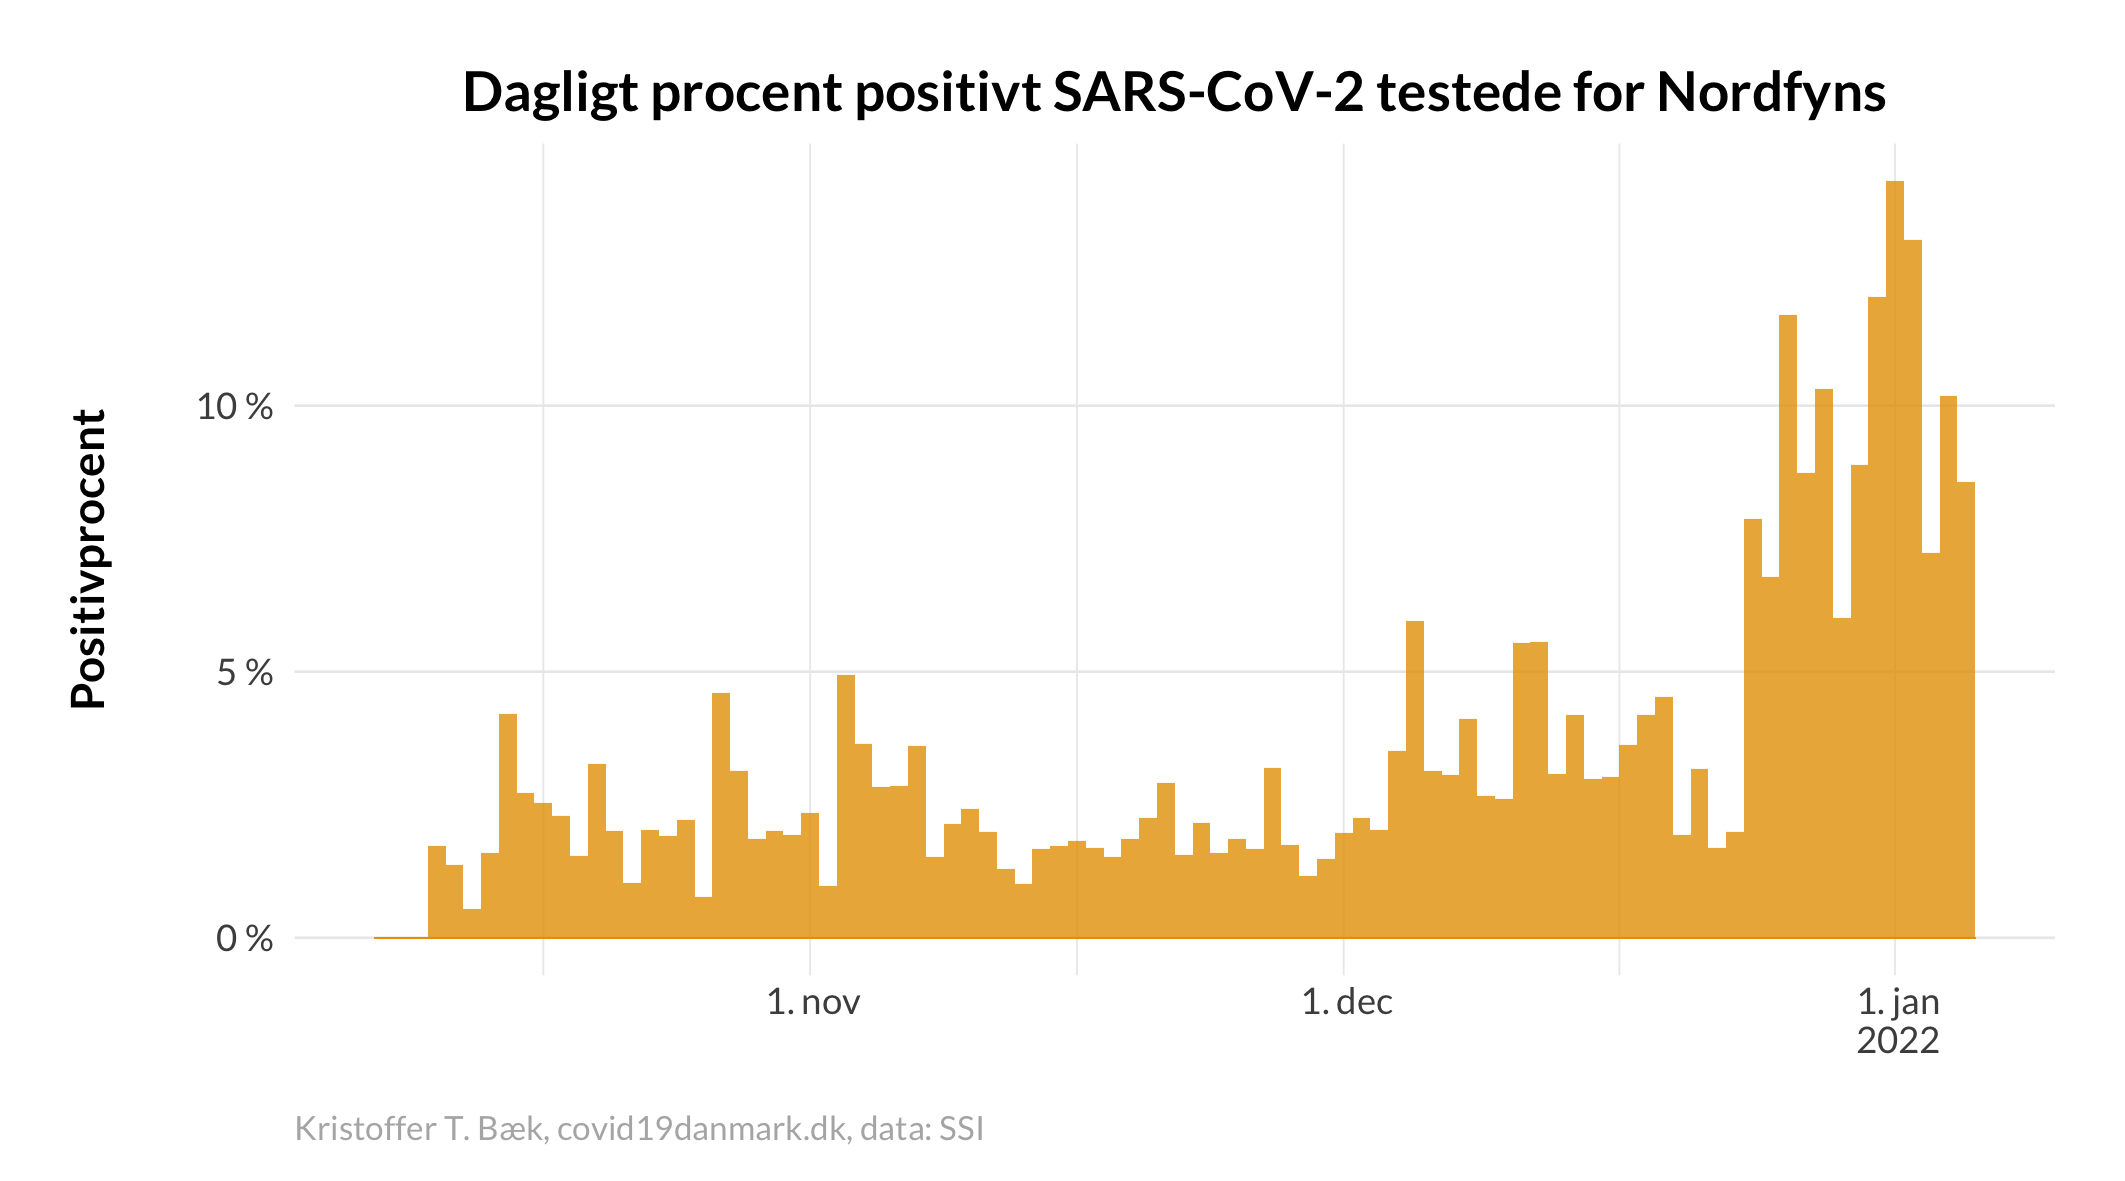 Dagligt procent positivt SARS-CoV-2 testede for Nordfyns
Positivprocent
10 %
5 %
0 %
1. nov
1. dec
1. jan
2022
Kristoffer T. Bæk, covid19danmark.dk, data: SSI